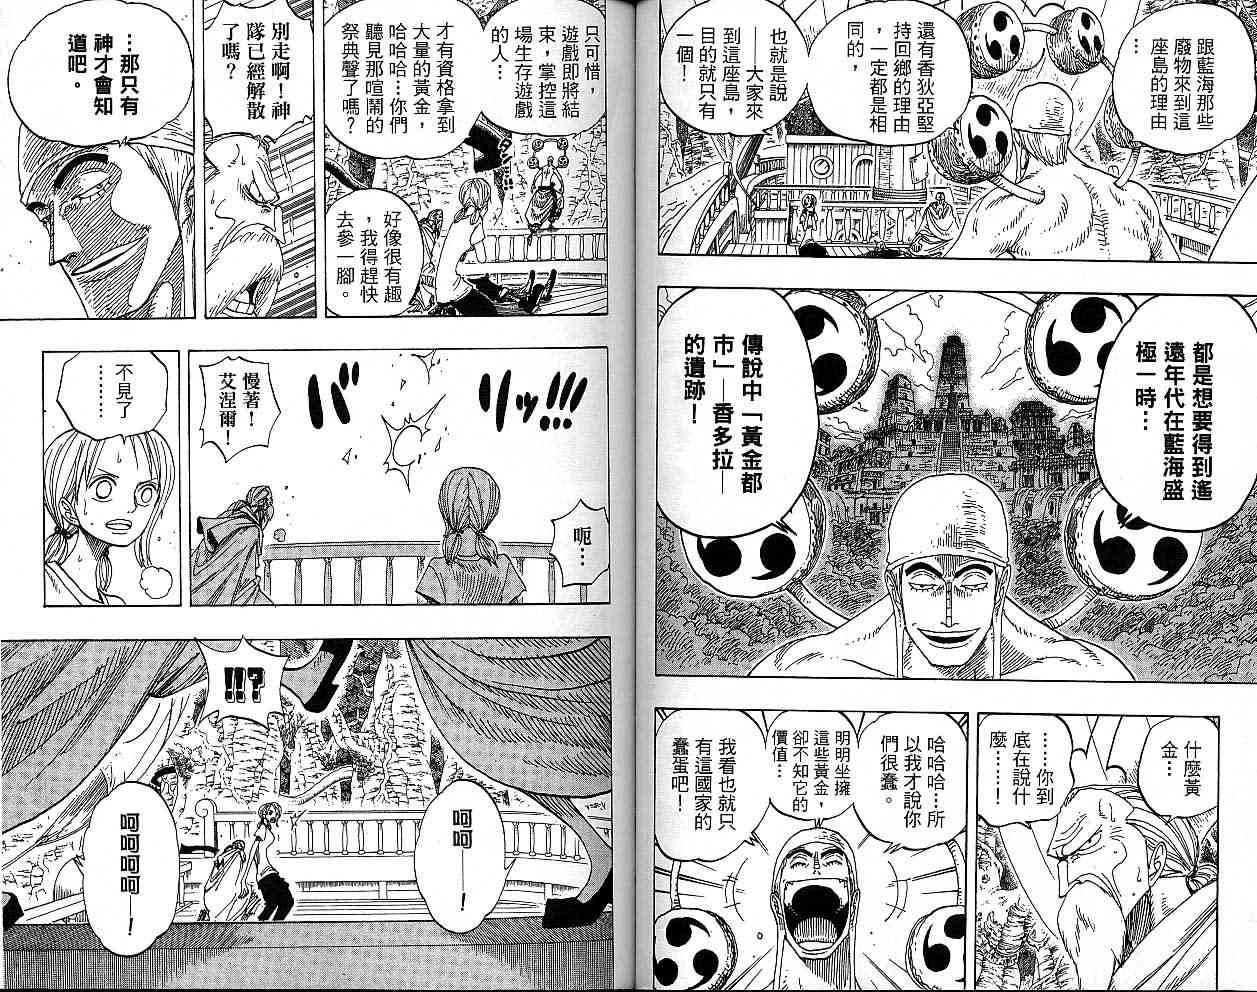 跟藍海那些
廢物來到這
座島的理由
…
還有香狄亞堅
持回鄉的理由
，一定都是相
同的，
也就是說
──大家來
到這座島，
目的就只有
一個！
都是想要得到遙
遠年代在藍海盛
極一時…
傳說中「黃金都
市」─香多拉─
的遺跡！
什麼黃
金…
……你到
底在說什
麼……！
哈哈哈…所
以我才說你
們很蠢。
明明坐擁
這些黃金，
卻不知它的
價值…
我看也就只
有這國家的
蠢蛋吧！
只可惜，
遊戲即將結
束，掌控這
場生存遊戲
的人…
才有資格拿到
大量的黃金，
哈哈哈…你們
聽見那喧鬧的
祭典聲了嗎？
好像很有趣
，我得趕快
去參一腳。
別走啊！神
隊已經解散
了嗎？
…那只有
神才會知
道吧。
呃…
リッ!!!
バ
慢著！
艾涅爾！
不見了
……
!!?
呵呵─！
呵呵呵呵─！